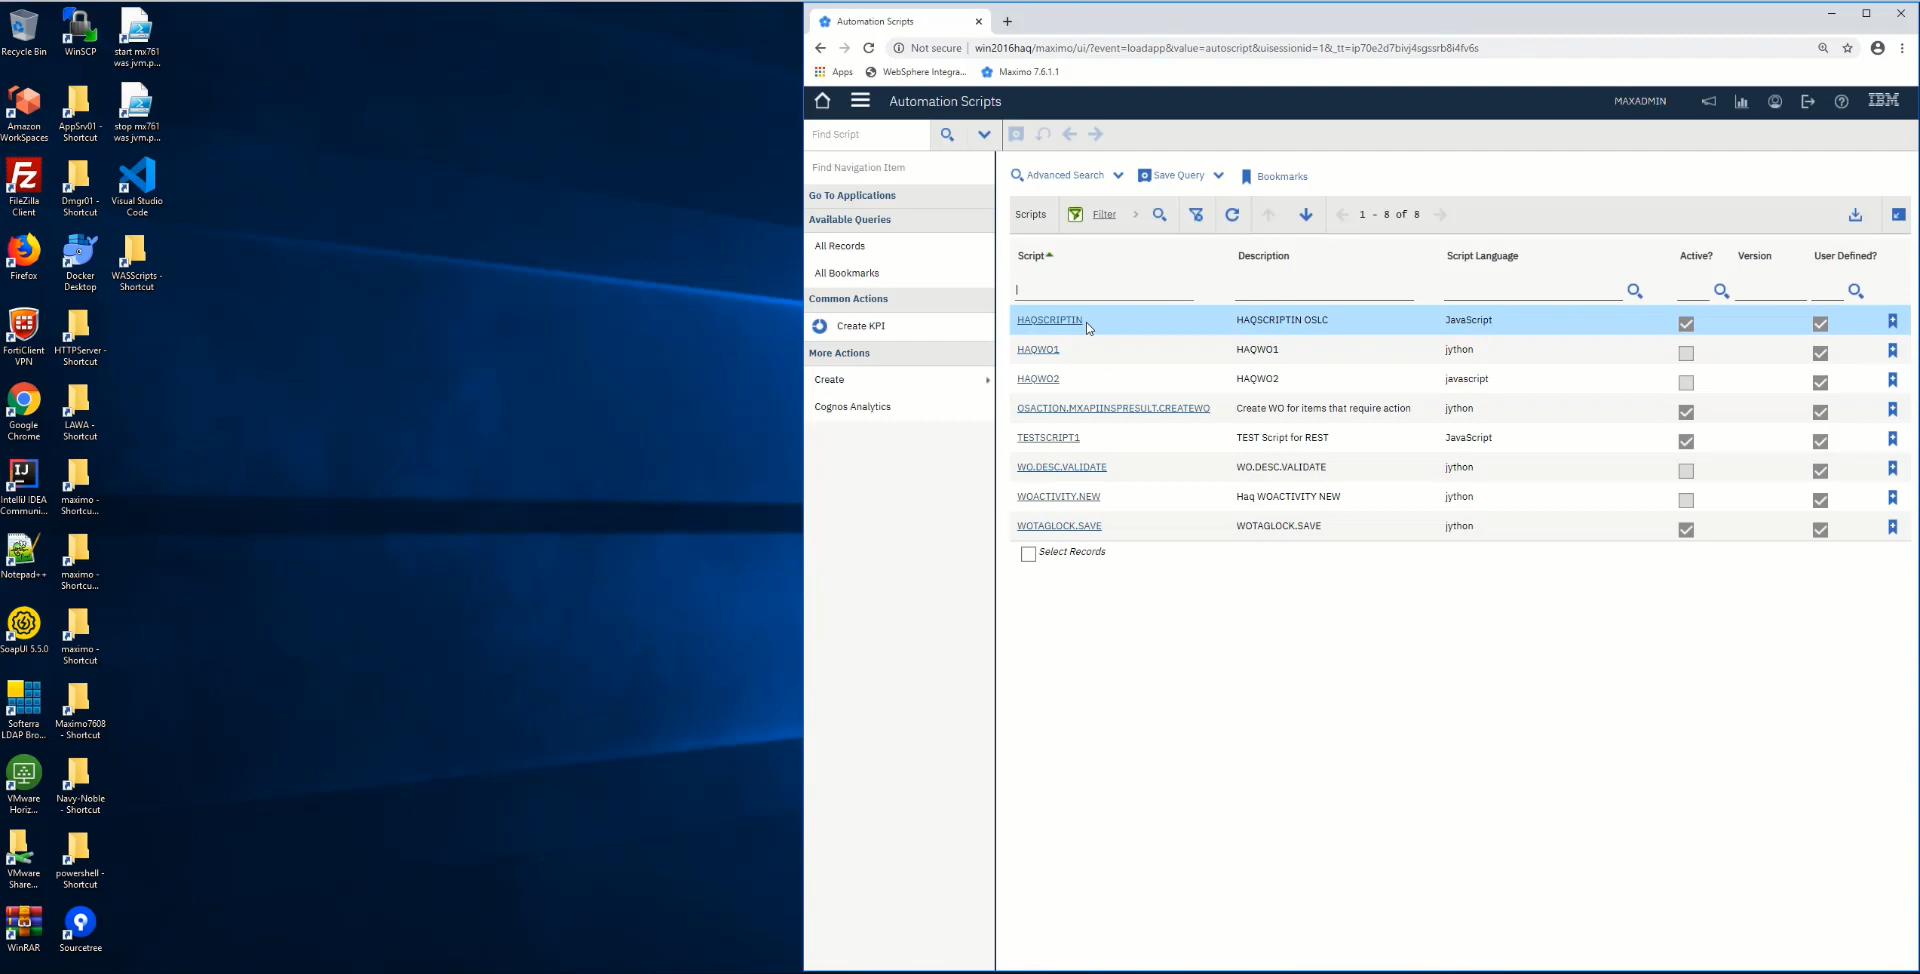 Recycle Bin
WinSCP
start mx761
was jvm.p...
Amazon
WorkSpaces
AppSrv01 -
Shortcut
stop mx761
was jvm.p...
FileZilla
Client
Dmgr01 -
Shortcut
Visual Studio
Code
Firefox
Docker
Desktop
WASScripts -
Shortcut
FortiClient
VPN
HTTPServer -
Shortcut
Google
Chrome
LAWA -
Shortcut
IntelliJ IDEA
Communi...
maximo -
Shortcu...
Notepad++
maximo -
Shortcu...
SoapUI 5.5.0
maximo -
Shortcut
Softerra
LDAP Bro...
Maximo7608
- Shortcut
VMware
Horiz...
Navy-Noble
- Shortcut
VMware
Share...
powershell -
Shortcut
WinRAR
Sourcetree
Automation Scripts
Not secure | win2016haq/maximo/ui/?event=loadapp&value=autoscript&uisessionid=1&_tt=ip70e2d7bivj4sgssrb8i4fv6s
Apps WebSphere Integra... Maximo 7.6.1.1
Automation Scripts MAXADMIN IBM
Find Script
Find Navigation Item
Go To Applications
Available Queries
All Records
All Bookmarks
Common Actions
Create KPI
More Actions
Create
Cognos Analytics
Advanced Search Save Query Bookmarks
Scripts Filter 1 - 8 of 8
Script Description Script Language Active? Version User Defined?
HAQSCRIPTIN HAQSCRIPTIN OSLC JavaScript
HAQWO1 HAQWO1 jython
HAQWO2 HAQWO2 javascript
OSACTION.MXAPIINSPRESULT.CREATEWO Create WO for items that require action jython
TESTSCRIPT1 TEST Script for REST JavaScript
WO.DESC.VALIDATE WO.DESC.VALIDATE jython
WOACTIVITY.NEW Haq WOACTIVITY NEW jython
WOTAGLOCK.SAVE WOTAGLOCK.SAVE jython
Select Records